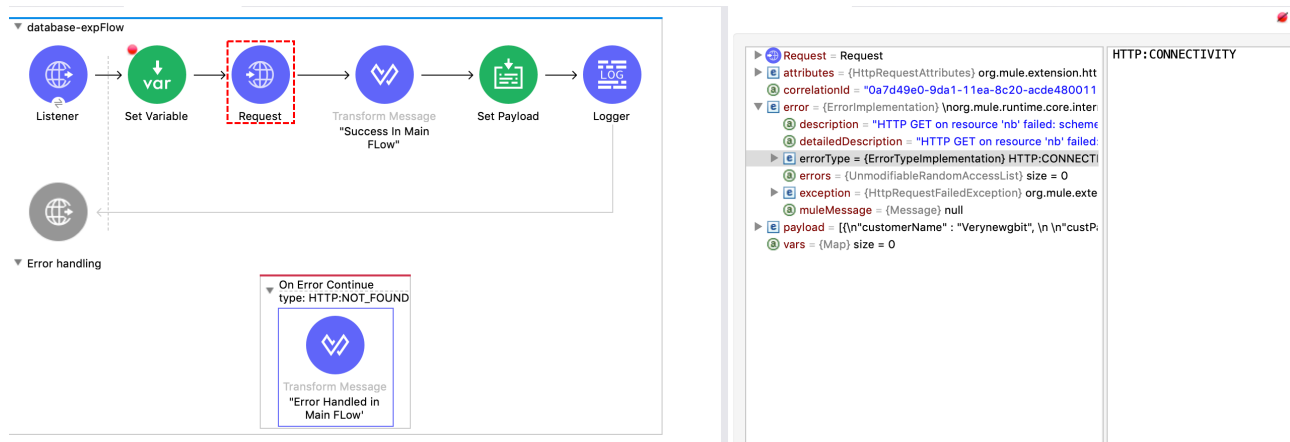 database-expFlow
Listener
var
Set Variable
Request
Transform Message
"Success In Main
FLow"
Set Payload
LOG
Logger
Error handling
On Error Continue
type: HTTP:NOT_FOUND
Transform Message
"Error Handled in
Main FLow'
Request = Request
attributes = {HttpRequestAttributes} org.mule.extension.htt
correlationId = "0a7d49e0-9da1-11ea-8c20-acde480011
error = {ErrorImplementation} \norg.mule.runtime.core.inter
description = "HTTP GET on resource 'nb' failed: scheme
detailedDescription = "HTTP GET on resource 'nb' failed:
errorType = {ErrorTypeImplementation} HTTP:CONNECTI
errors = {UnmodifiableRandomAccessList} size = 0
exception = {HttpRequestFailedException} org.mule.exte
muleMessage = {Message} null
payload = [{\n"customerName" : "Verynewgbit", \n \n"custPa
vars = {Map} size = 0
HTTP:CONNECTIVITY